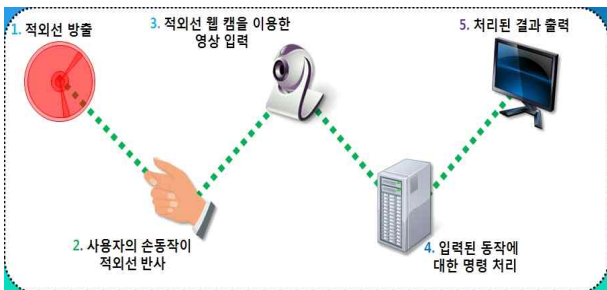 1. 적외선 방출
2. 사용자의 손동작이
적외선 반사
3. 적외선 웹 캠을 이용한
영상 입력
4. 입력된 동작에
대한 명령 처리
5. 처리된 결과 출력